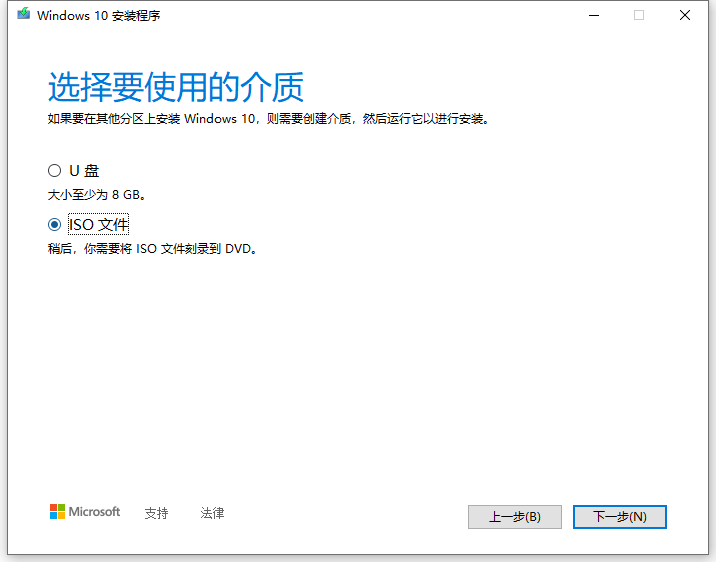 Windows 10 安装程序
选择要使用的介质
如果要在其他分区上安装 Windows 10，则需要创建介质，然后运行它以进行安装。
U 盘
大小至少为 8 GB。
ISO 文件
稍后，你需要将 ISO 文件刻录到 DVD。
Microsoft 支持 法律 上一步(B) 下一步(N)